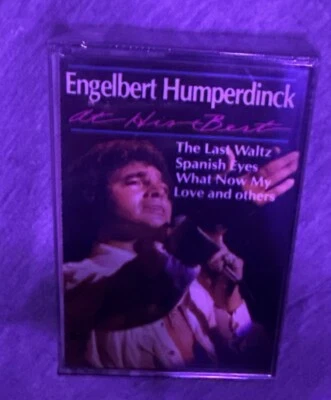 Engelbert Humperdinck
At His Best
The Last Waltz
Spanish Eyes
What Now My
Love and others